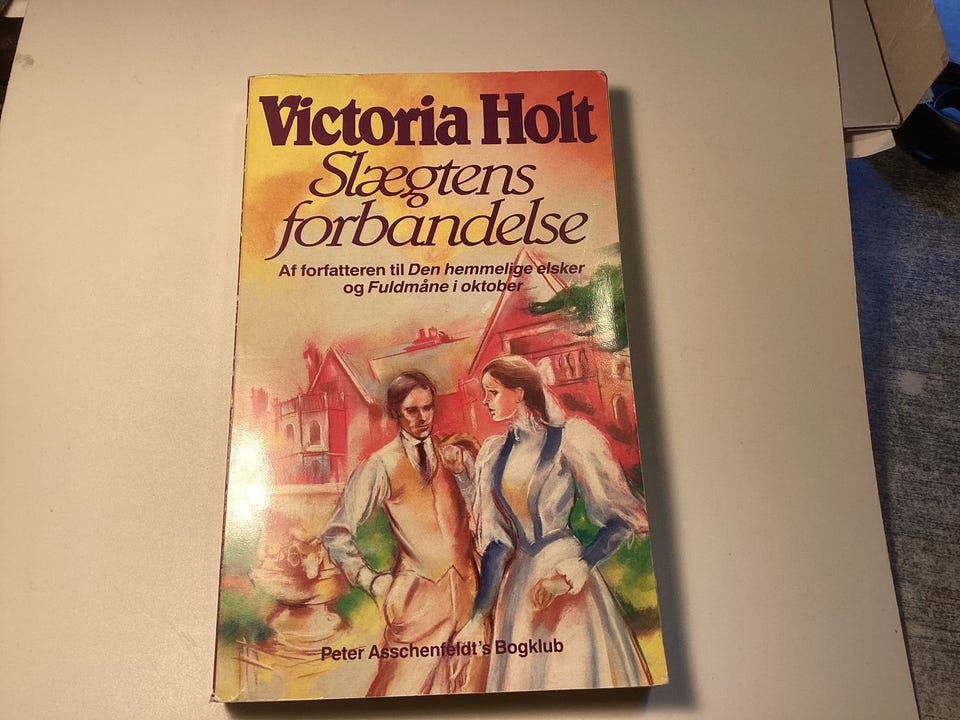 Victoria Holt
Slægtens
forbandelse
Af forfatteren til Den hemmelige elsker
og Fuldmåne i oktober
Peter Asschenfeldt's Bogklub